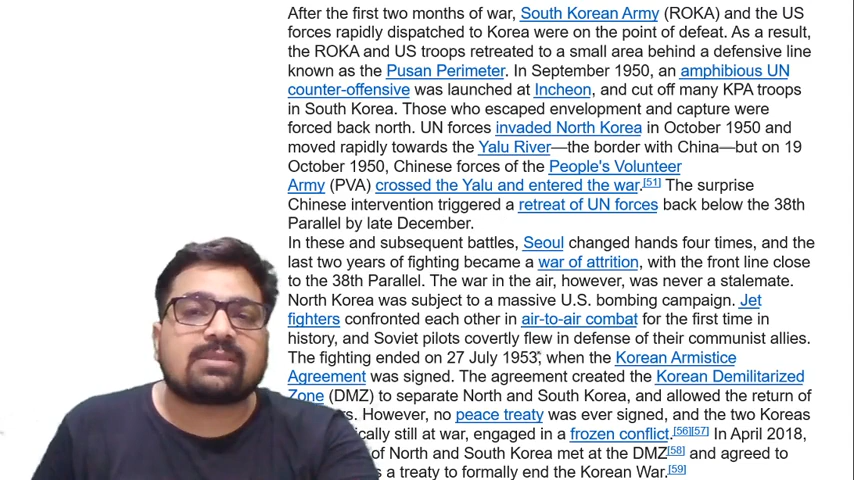 After the first two months of war, South Korean Army (ROKA) and the US
forces rapidly dispatched to Korea were on the point of defeat. As a result,
the ROKA and US troops retreated to a small area behind a defensive line
known as the Pusan Perimeter. In September 1950, an amphibious UN
counter-offensive was launched at Incheon, and cut off many KPA troops
in South Korea. Those who escaped envelopment and capture were
forced back north. UN forces invaded North Korea in October 1950 and
moved rapidly towards the Yalu River—the border with China—but on 19
October 1950, Chinese forces of the People's Volunteer
Army (PVA) crossed the Yalu and entered the war.[51] The surprise
Chinese intervention triggered a retreat of UN forces back below the 38th
Parallel by late December.
In these and subsequent battles, Seoul changed hands four times, and the
last two years of fighting became a war of attrition, with the front line close
to the 38th Parallel. The war in the air, however, was never a stalemate.
North Korea was subject to a massive U.S. bombing campaign. Jet
fighters confronted each other in air-to-air combat for the first time in
history, and Soviet pilots covertly flew in defense of their communist allies.
The fighting ended on 27 July 1953, when the Korean Armistice
Agreement was signed. The agreement created the Korean Demilitarized
Zone (DMZ) to separate North and South Korea, and allowed the return of
rs. However, no peace treaty was ever signed, and the two Koreas
ically still at war, engaged in a frozen conflict.[56][57] In April 2018,
of North and South Korea met at the DMZ[58] and agreed to
s a treaty to formally end the Korean War.[59]